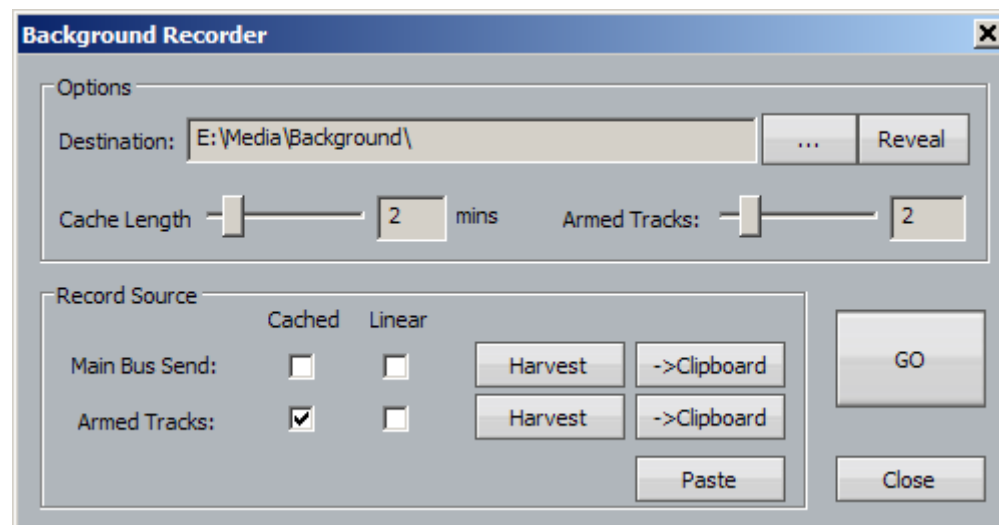 Background Recorder
Options
Destination: E:\Media\Background\ ... Reveal
Cache Length 2 mins Armed Tracks: 2
Record Source
Cached Linear
Main Bus Send: Harvest ->Clipboard
GO
Armed Tracks: Harvest ->Clipboard
Paste Close